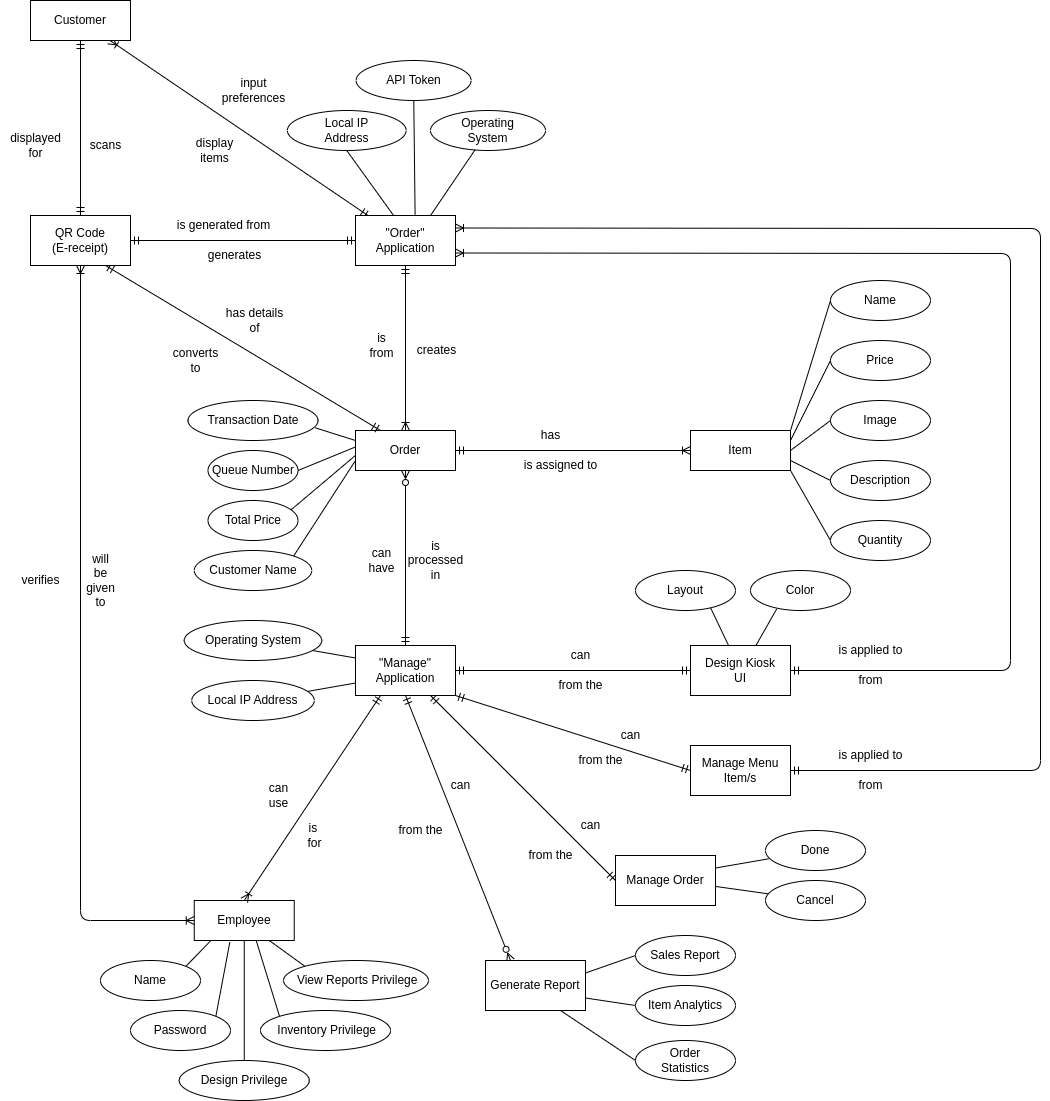 Customer
input
preferences
API Token
Local IP
Address
Operating
System
displayed
for
scans
display
items
QR Code
(E-receipt)
is generated from
generates
"Order"
Application
has details
of
converts
to
is
from
creates
Name
Price
Image
Description
Quantity
Transaction Date
Queue Number
Total Price
Customer Name
Order
has
is assigned to
Item
verifies
will
be
given
to
can
have
is
processed
in
Layout
Color
Operating System
Local IP Address
"Manage"
Application
can
from the
Design Kiosk
UI
is applied to
from
can
from the
Manage Menu
Item/s
is applied to
from
can
use
is
for
can
from the
can
from the
Manage Order
Done
Cancel
Employee
Name
Password
Design Privilege
Inventory Privilege
View Reports Privilege
Generate Report
Sales Report
Item Analytics
Order
Statistics